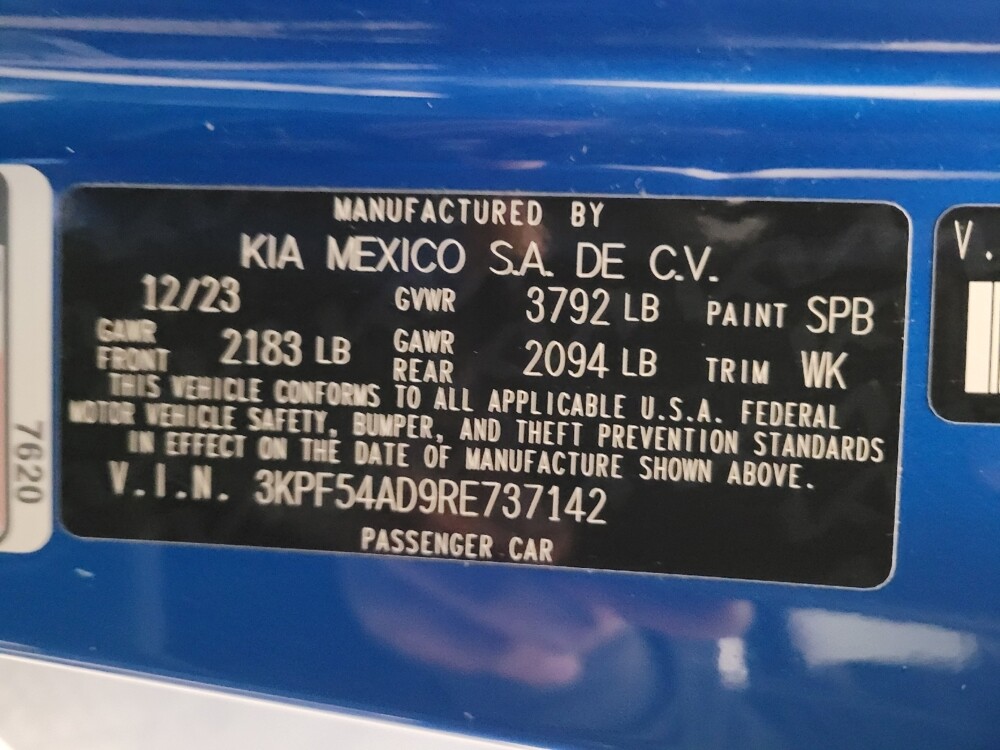 MANUFACTURED BY
KIA MEXICO S.A. DE C.V.
12/23 GVWR 3792 LB PAINT SPB
GAWR FRONT 2183 LB GAWR REAR 2094 LB TRIM WK
THIS VEHICLE CONFORMS TO ALL APPLICABLE U.S.A. FEDERAL
MOTOR VEHICLE SAFETY, BUMPER, AND THEFT PREVENTION STANDARDS
IN EFFECT ON THE DATE OF MANUFACTURE SHOWN ABOVE.
V.I.N. 3KPF54AD9RE737142
PASSENGER CAR
7620
V.